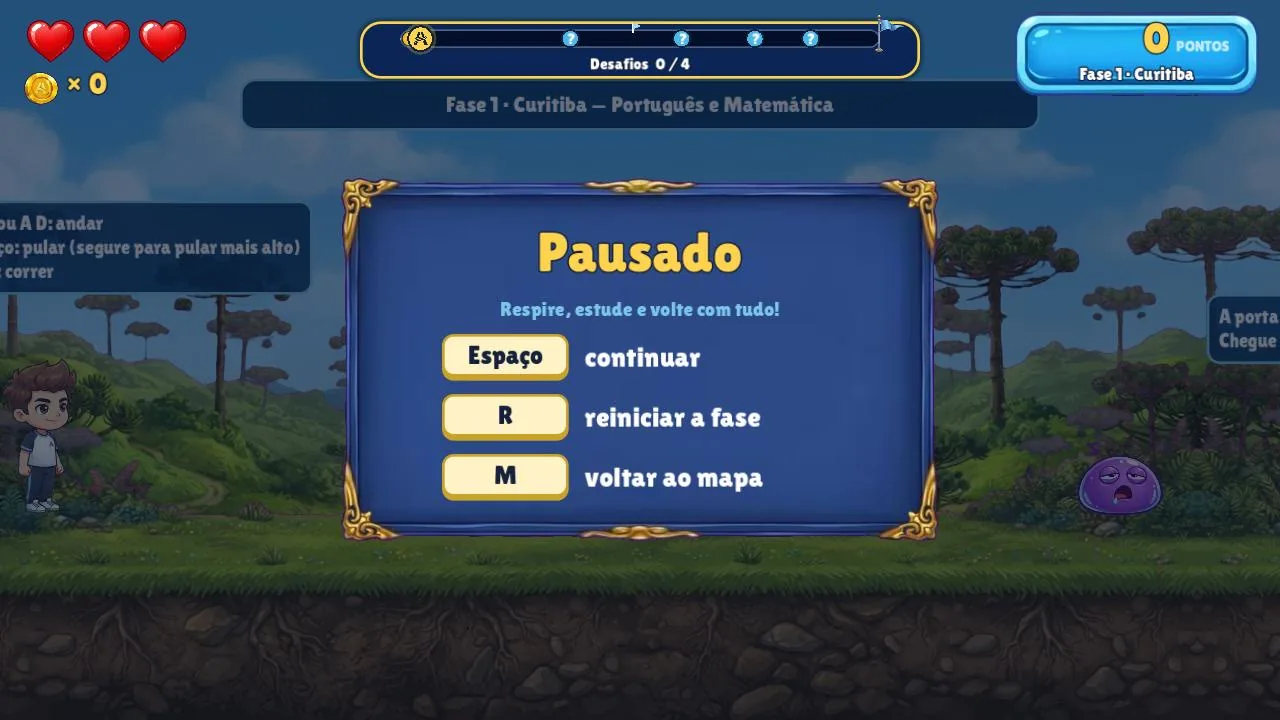 Desafios 0 / 4
0 PONTOS
Fase 1 · Curitiba
× 0
Fase 1 · Curitiba — Português e Matemática
ou A D: andar
ço: pular (segure para pular mais alto)
: correr
Pausado
Respire, estude e volte com tudo!
Espaço continuar
R reiniciar a fase
M voltar ao mapa
A porta
Chegue